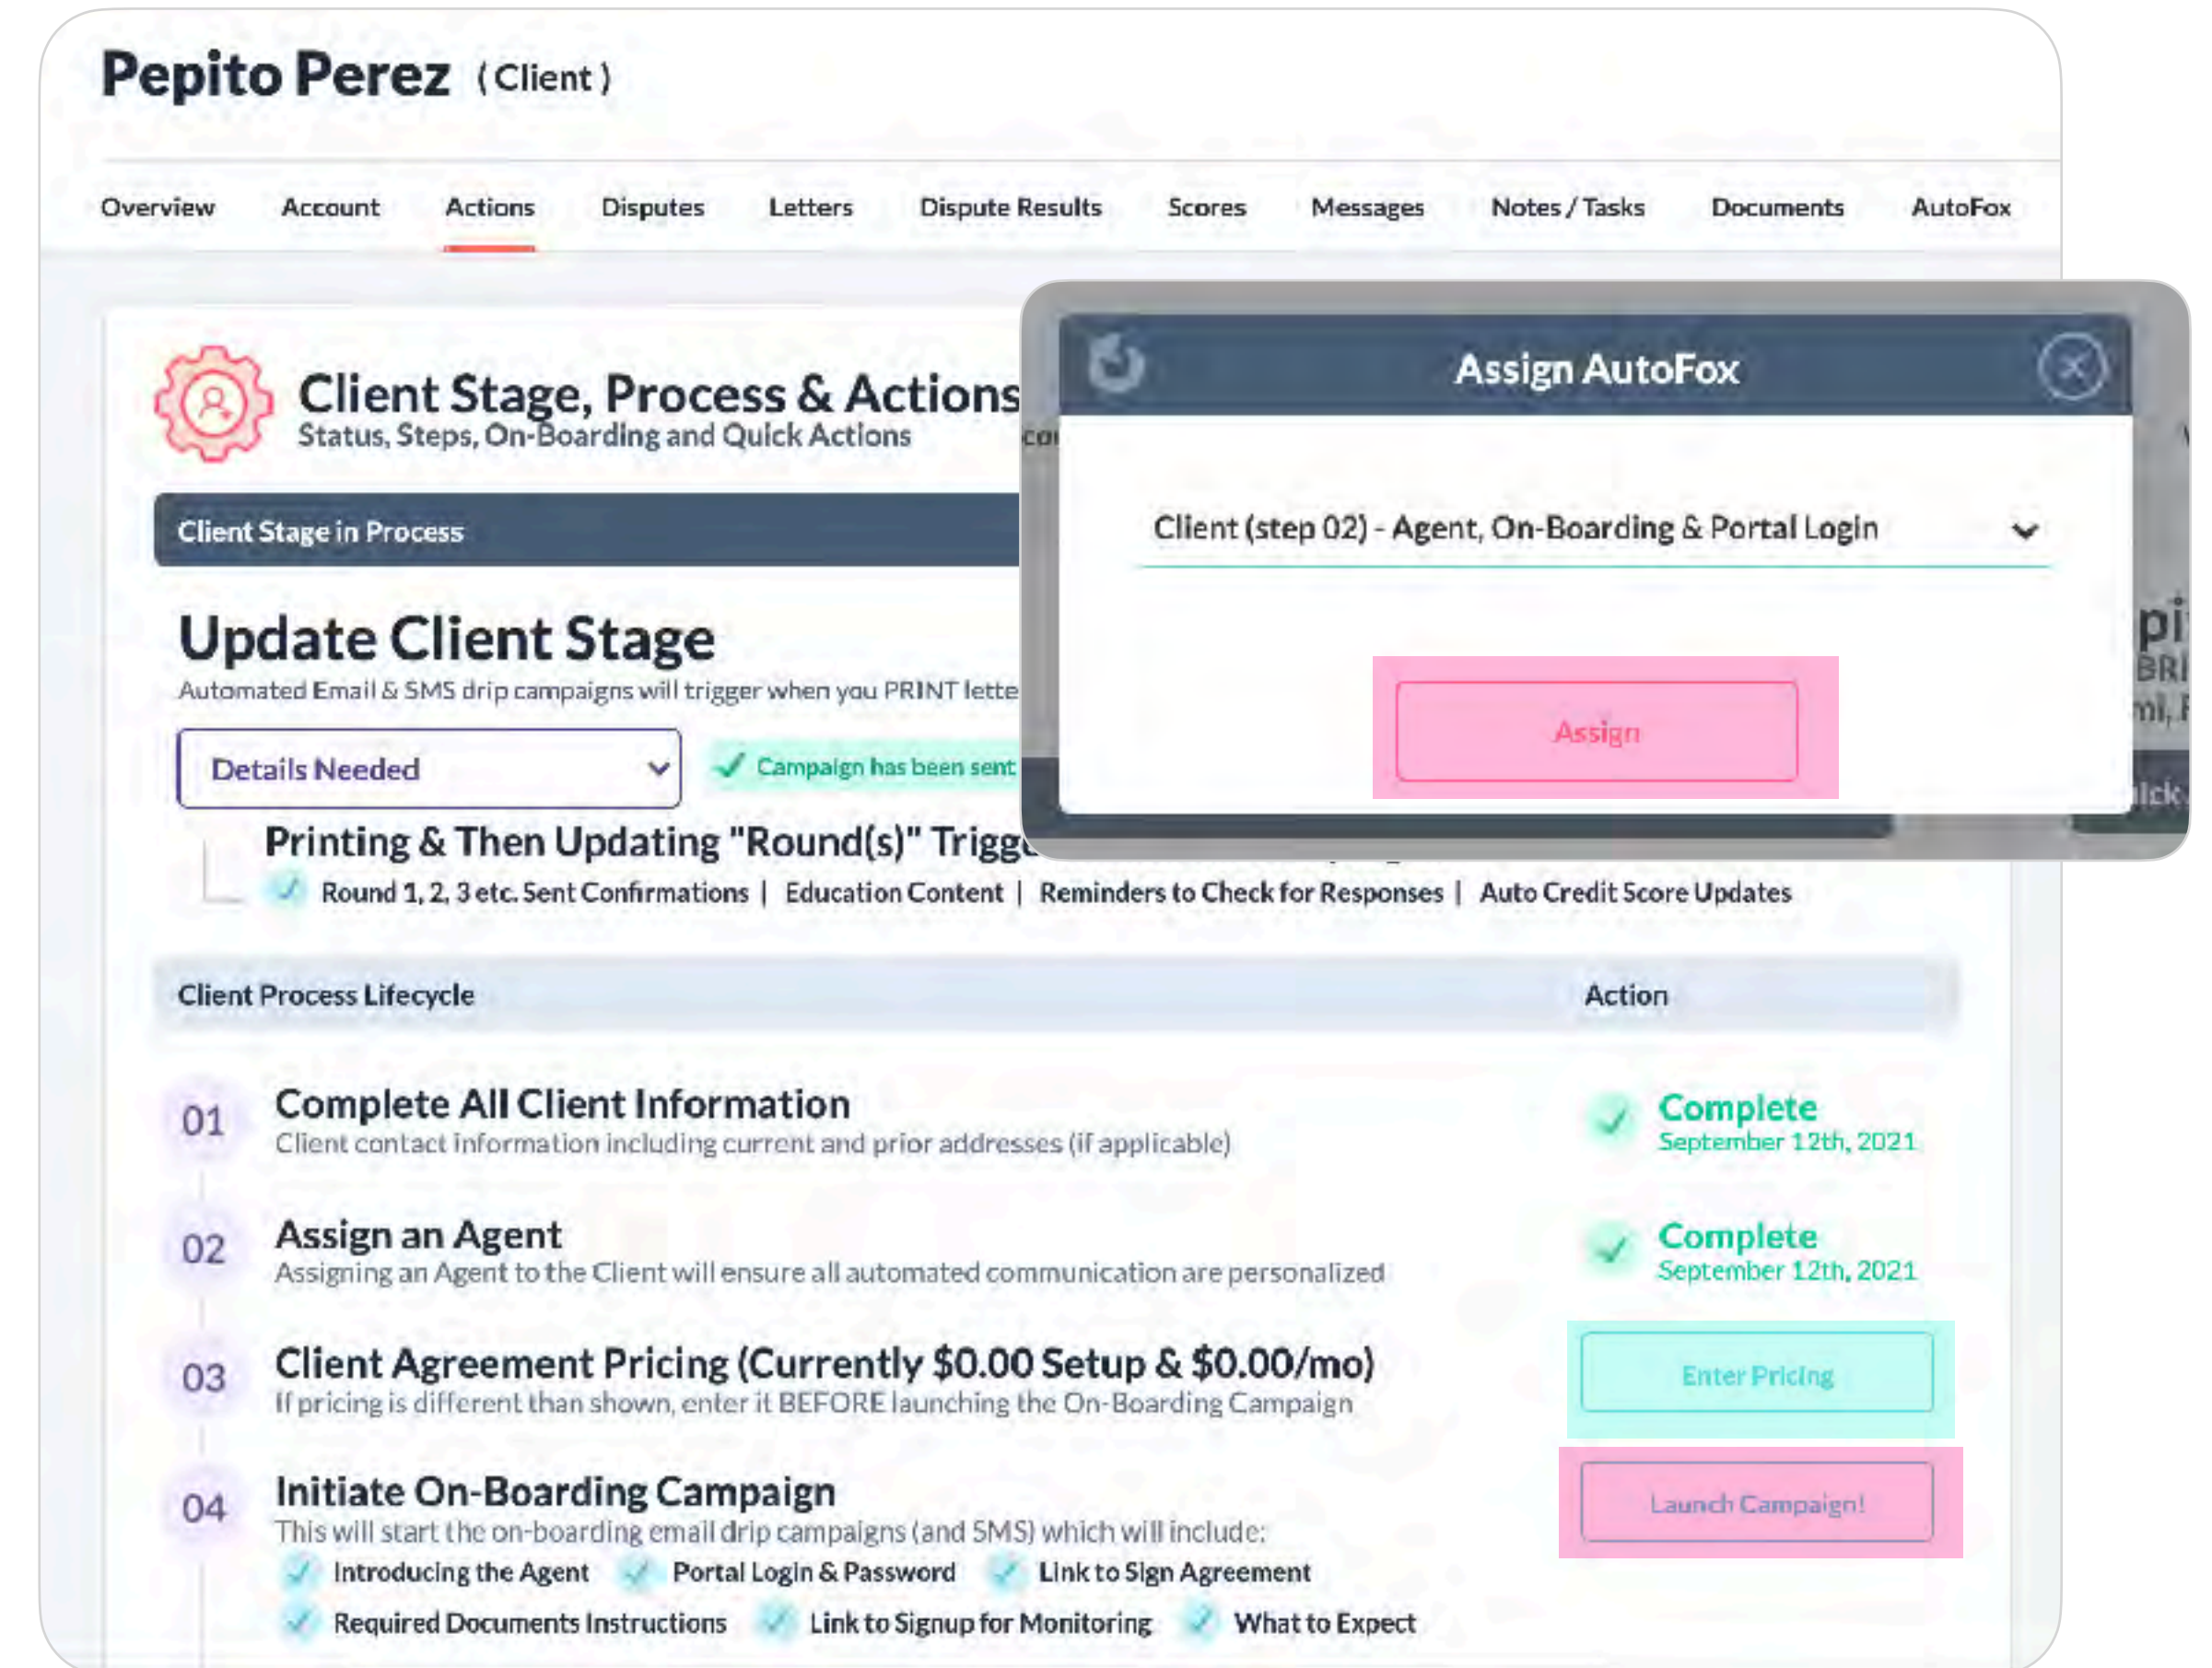 Pepito Perez (Client)
Overview Account Actions Disputes Letters Dispute Results Scores Messages Notes / Tasks Documents AutoFox
Client Stage, Process & Actions
Status, Steps, On-Boarding and Quick Actions
Client Stage in Process
Update Client Stage
Automated Email & SMS drip campaigns will trigger when you PRINT lette
Details Needed
Campaign has been sent
Assign AutoFox
Client (step 02) - Agent, On-Boarding & Portal Login
Assign
Printing & Then Updating "Round(s)" Trigge
Round 1, 2, 3 etc. Sent Confirmations | Education Content | Reminders to Check for Responses | Auto Credit Score Updates
Client Process Lifecycle Action
01 Complete All Client Information Complete
Client contact information including current and prior addresses (if applicable) September 12th, 2021
02 Assign an Agent Complete
Assigning an Agent to the Client will ensure all automated communication are personalized September 12th, 2021
03 Client Agreement Pricing (Currently $0.00 Setup & $0.00/mo) Enter Pricing
If pricing is different than shown, enter it BEFORE launching the On-Boarding Campaign
04 Initiate On-Boarding Campaign Launch Campaign!
This will start the on-boarding email drip campaigns (and SMS) which will include:
Introducing the Agent Portal Login & Password Link to Sign Agreement
Required Documents Instructions Link to Signup for Monitoring What to Expect